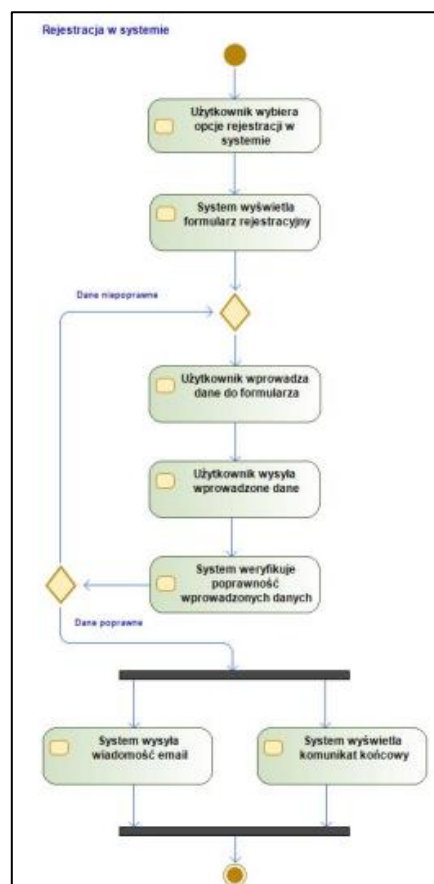 Rejestracja w systemie
Użytkownik wybiera
opcje rejestracji w
systemie
System wyświetla
formularz rejestracyjny
Dane niepoprawne
Użytkownik wprowadza
dane do formularza
Użytkownik wysyła
wprowadzone dane
System weryfikuje
poprawność
wprowadzonych danych
Dane poprawne
System wysyła
wiadomość email
System wyświetla
komunikat końcowy